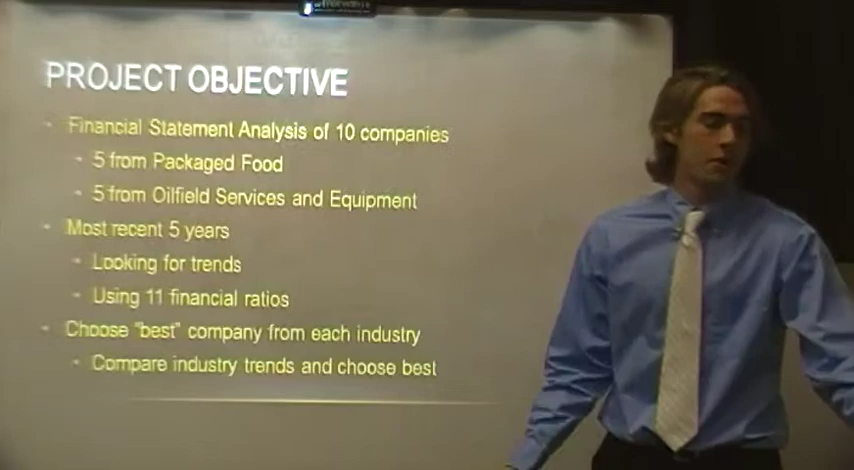 PROJECT OBJECTIVE
Financial Statement Analysis of 10 companies
5 from Packaged Food
5 from Oilfield Services and Equipment
Most recent 5 years
Looking for trends
Using 11 financial ratios
Choose "best" company from each industry
Compare industry trends and choose best